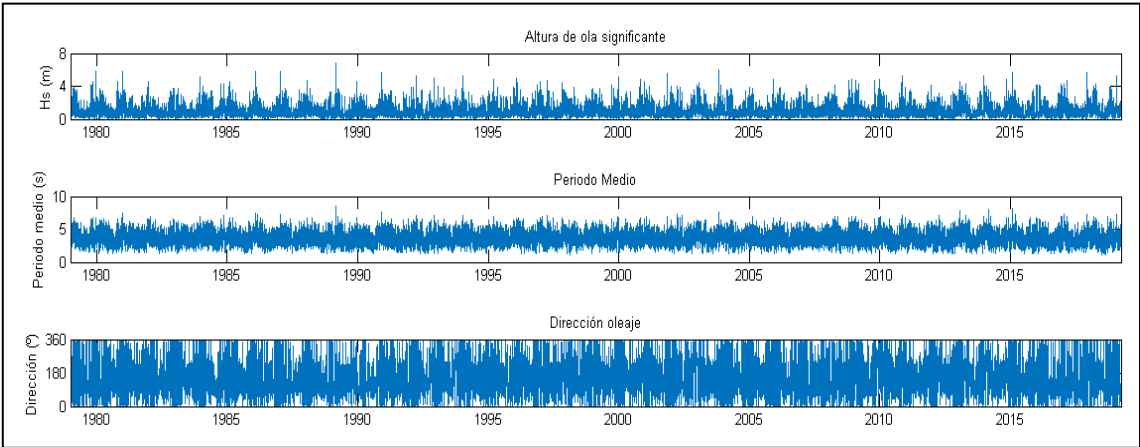 Altura de ola significante
Hs (m)
8
4
0
1980 1985 1990 1995 2000 2005 2010 2015
Periodo Medio
Periodo medio (s)
10
5
0
1980 1985 1990 1995 2000 2005 2010 2015
Dirección oleaje
Dirección (º)
360
180
0
1980 1985 1990 1995 2000 2005 2010 2015